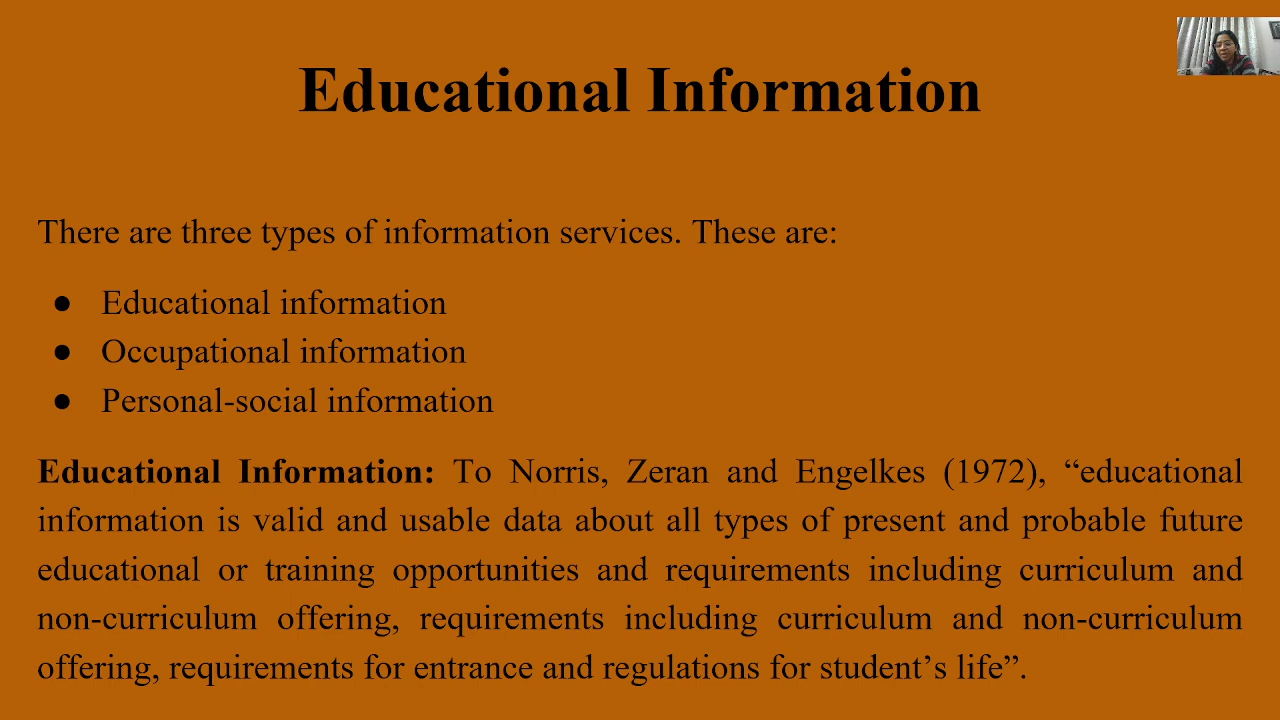 Educational Information
There are three types of information services. These are:
● Educational information
● Occupational information
● Personal-social information
Educational Information: To Norris, Zeran and Engelkes (1972), “educational
information is valid and usable data about all types of present and probable future
educational or training opportunities and requirements including curriculum and
non-curriculum offering, requirements including curriculum and non-curriculum
offering, requirements for entrance and regulations for student’s life”.